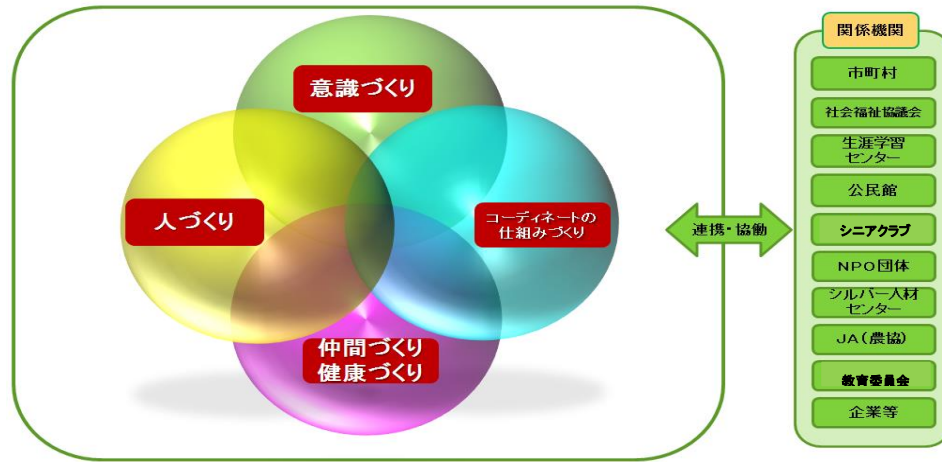 意識づくり
人づくり
コーディネートの
仕組みづくり
仲間づくり
健康づくり
連携・協働
関係機関
市町村
社会福祉協議会
生涯学習
センター
公民館
シニアクラブ
NPO団体
シルバー人材
センター
JA(農協)
教育委員会
企業等